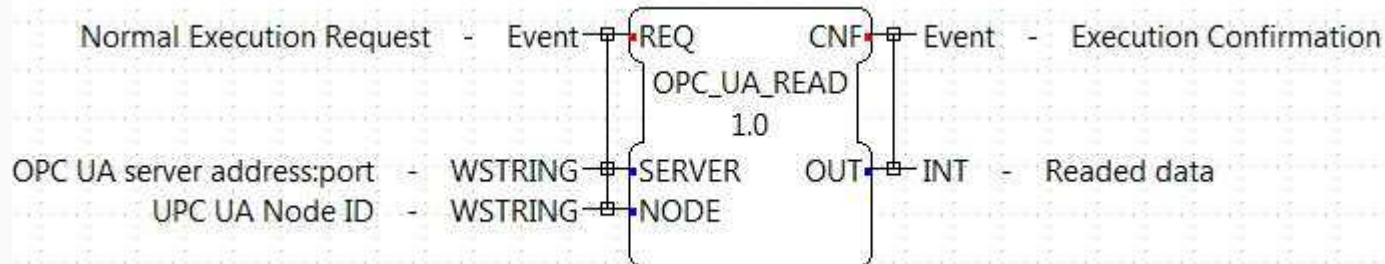 Normal Execution Request - Event REQ CNF Event - Execution Confirmation
OPC_UA_READ
1.0
OPC UA server address:port - WSTRING SERVER OUT INT - Readed data
UPC UA Node ID - WSTRING NODE